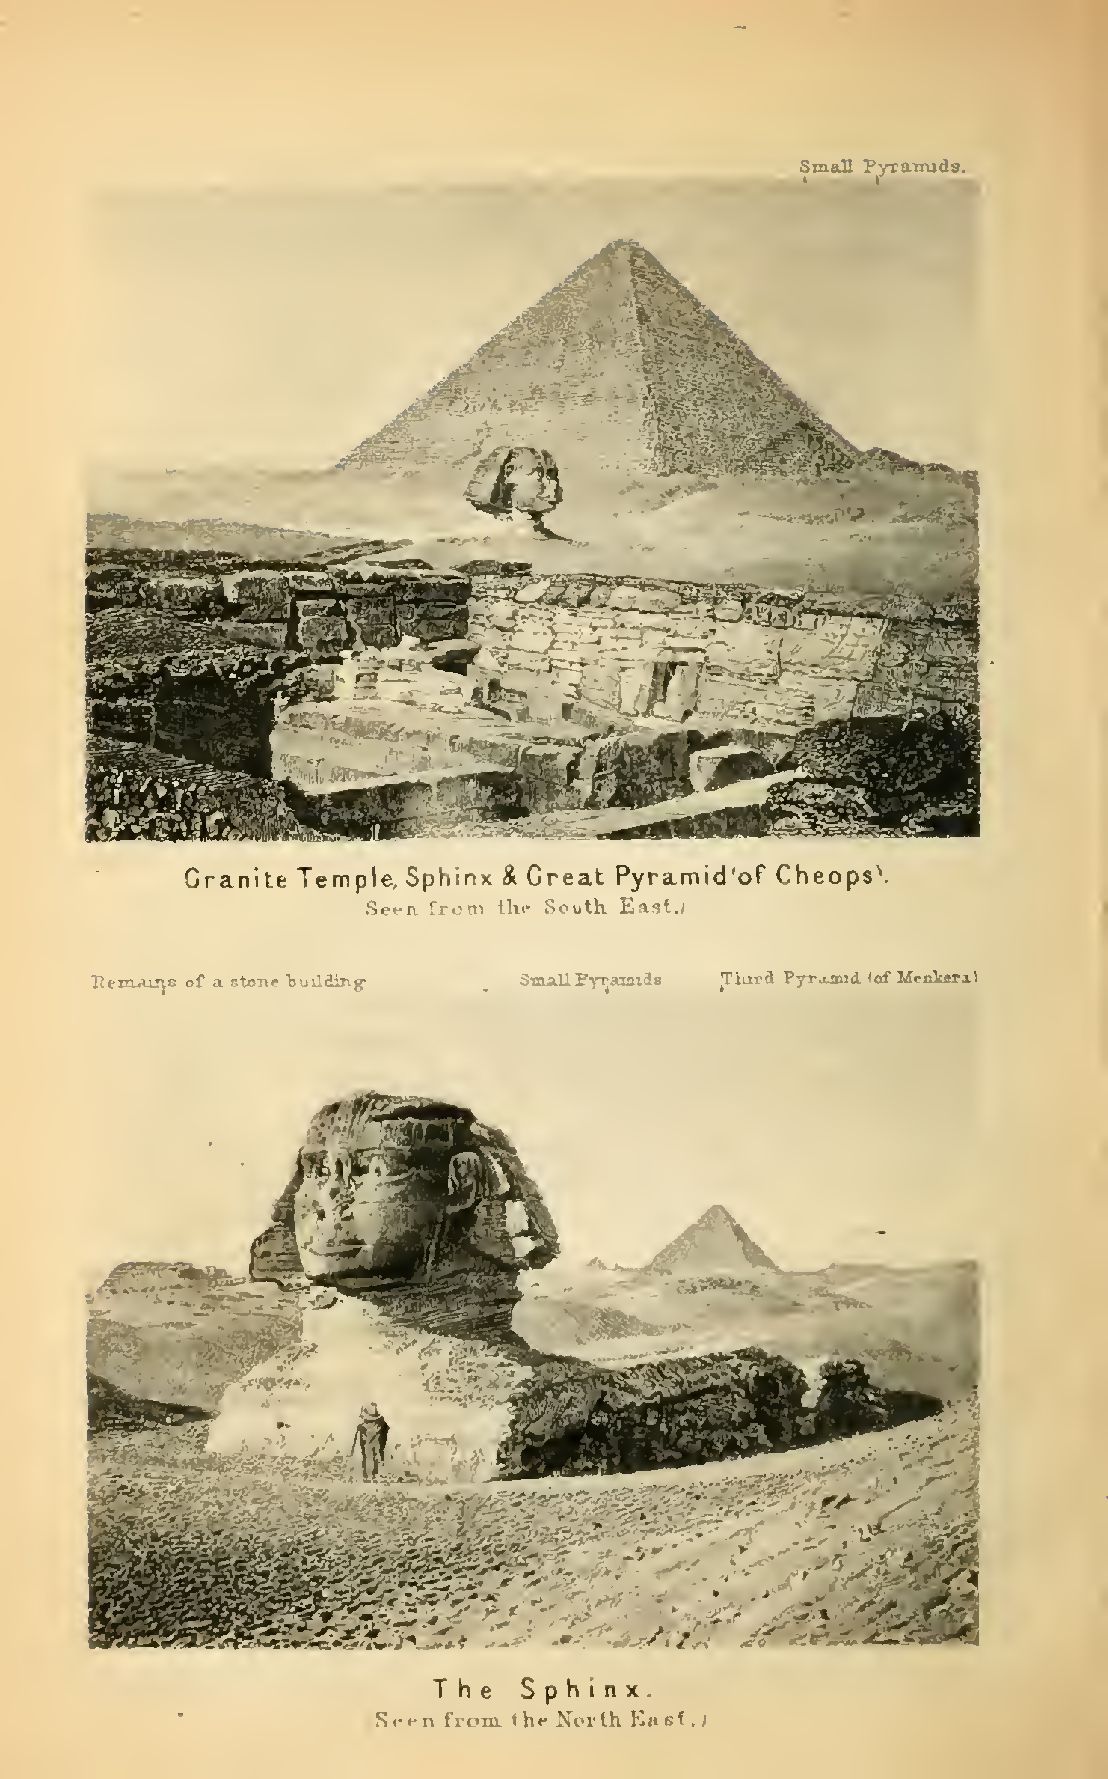 Small Pyramids.
Granite Temple, Sphinx & Great Pyramid (of Cheops).
Seen from the South East.)
Remains of a stone building
Small Pyramids
Third Pyramid (of Menkera)
The Sphinx.
Seen from the North East.)